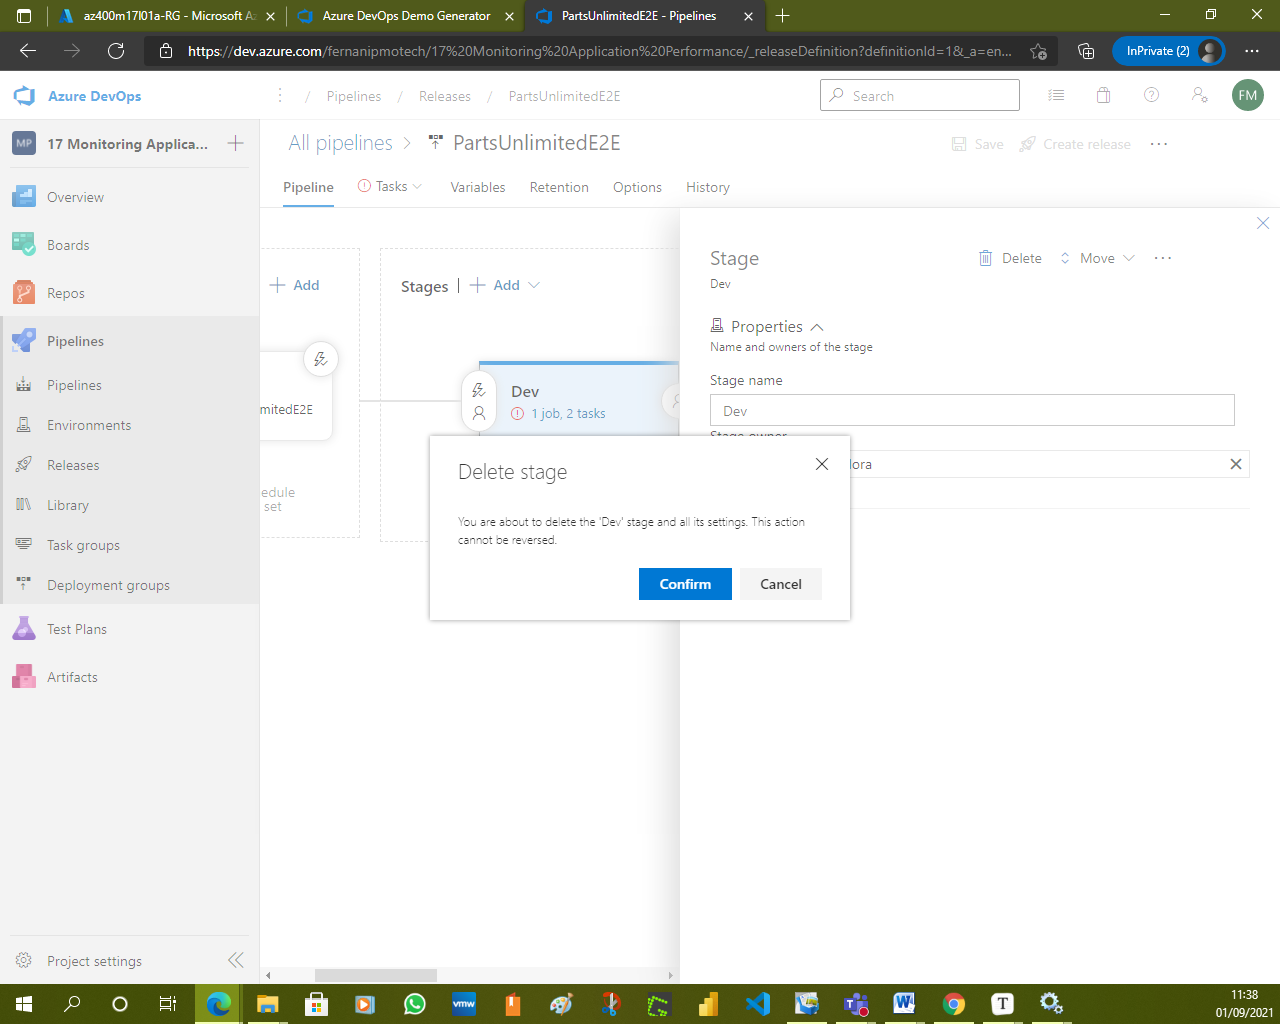 az400m17l01a-RG - Microsoft Az
Azure DevOps Demo Generator
PartsUnlimitedE2E - Pipelines
https://dev.azure.com/fernanipmotech/17%20Monitoring%20Application%20Performance/_releaseDefinition?definitionId=1&_a=en...
InPrivate (2)
Azure DevOps
/ Pipelines / Releases / PartsUnlimitedE2E
Search
FM
MP 17 Monitoring Applica...
All pipelines
PartsUnlimitedE2E
Save
Create release
Pipeline
Tasks
Variables
Retention
Options
History
Overview
Boards
Repos
Pipelines
Pipelines
Environments
Releases
Library
Task groups
Deployment groups
Test Plans
Artifacts
Project settings
Add
Stages
Add
mitedE2E
edule
set
Dev
1 job, 2 tasks
Stage
Dev
Delete
Move
Properties
Name and owners of the stage
Stage name
Dev
Stage owner
lora
Delete stage
You are about to delete the 'Dev' stage and all its settings. This action
cannot be reversed.
Confirm
Cancel
vmw
T
11:38
01/09/2021